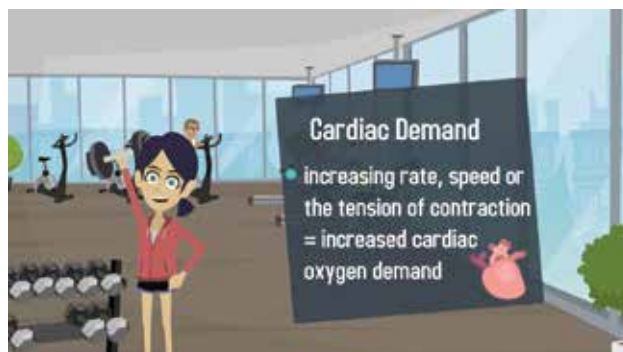 Cardiac Demand
increasing rate, speed or
the tension of contraction
= increased cardiac
oxygen demand